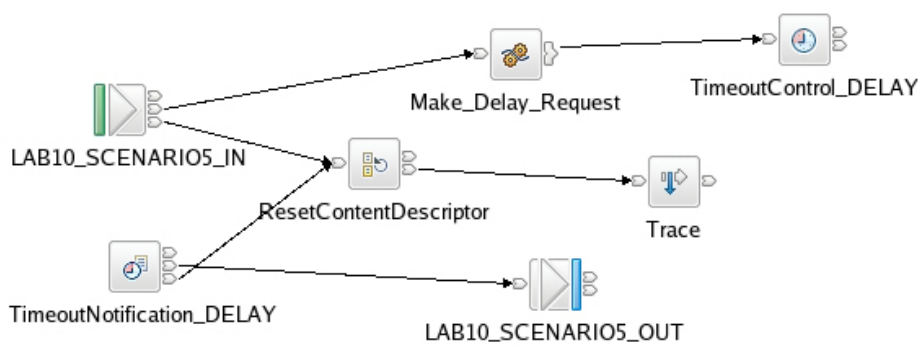 Make_Delay_Request
TimeoutControl_DELAY
LAB10_SCENARIO5_IN
ResetContentDescriptor
Trace
TimeoutNotification_DELAY
LAB10_SCENARIO5_OUT